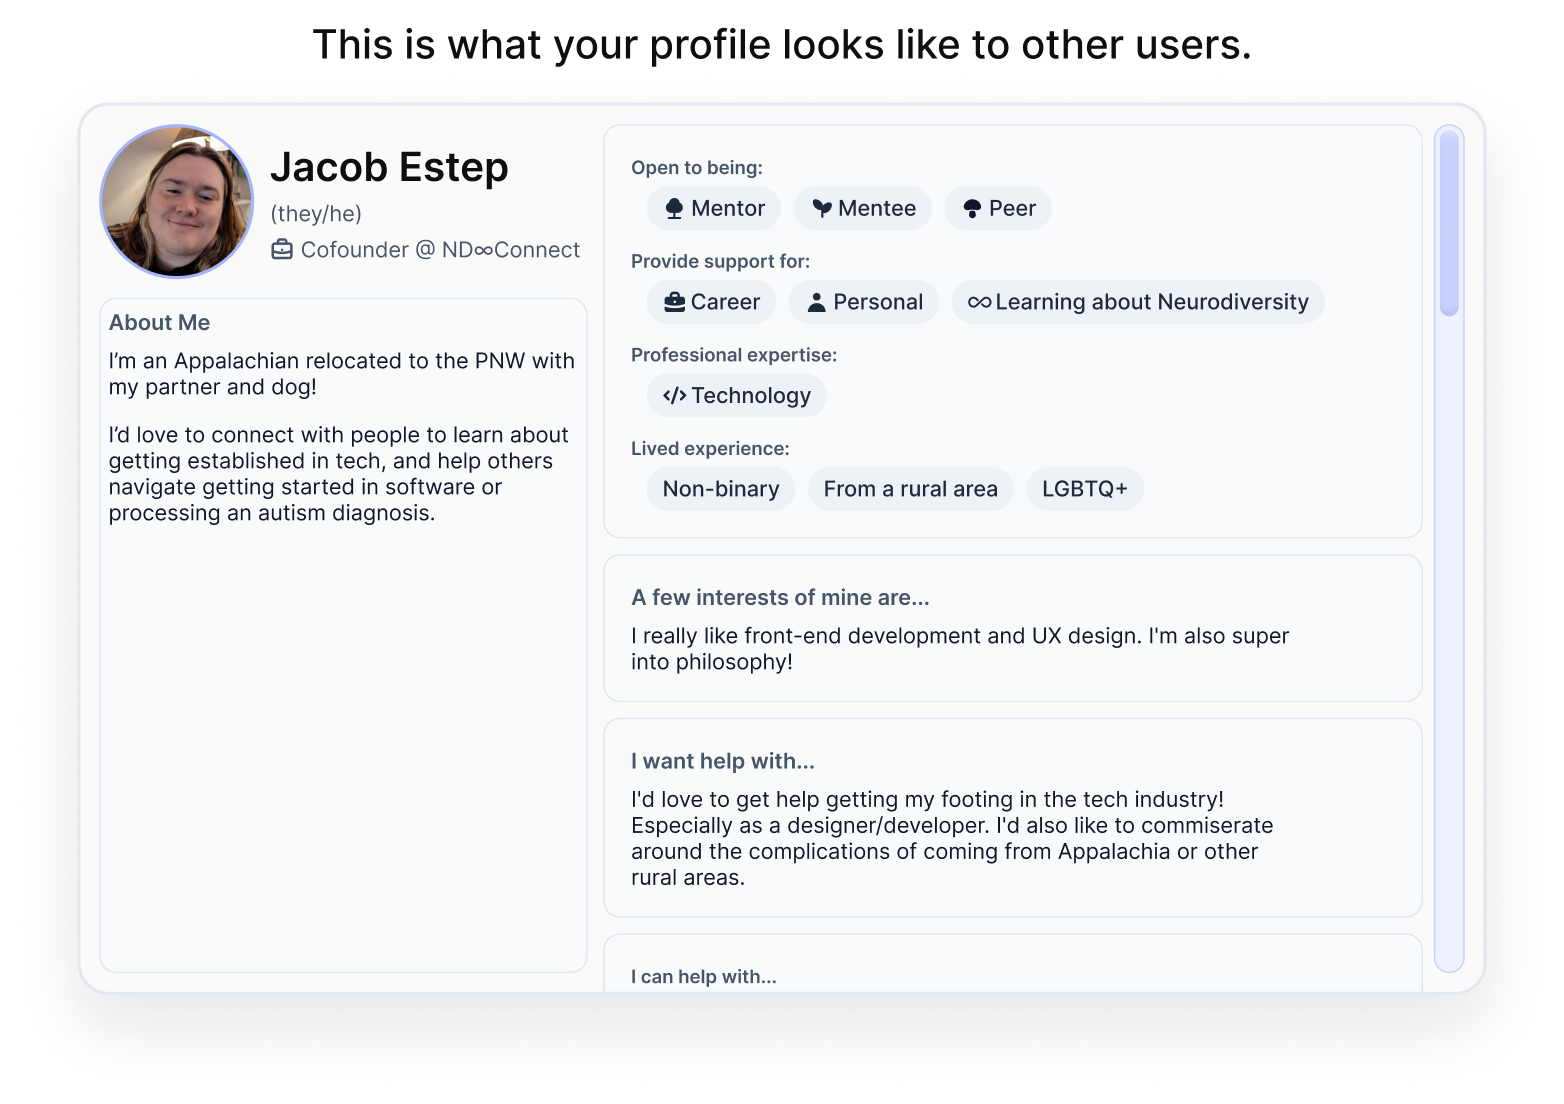 This is what your profile looks like to other users.
Jacob Estep
(they/he)
Cofounder @ ND∞Connect
About Me
I’m an Appalachian relocated to the PNW with
my partner and dog!
I’d love to connect with people to learn about
getting established in tech, and help others
navigate getting started in software or
processing an autism diagnosis.
Open to being:
Mentor Mentee Peer
Provide support for:
Career Personal Learning about Neurodiversity
Professional expertise:
Technology
Lived experience:
Non-binary From a rural area LGBTQ+
A few interests of mine are...
I really like front-end development and UX design. I'm also super
into philosophy!
I want help with...
I'd love to get help getting my footing in the tech industry!
Especially as a designer/developer. I'd also like to commiserate
around the complications of coming from Appalachia or other
rural areas.
I can help with...